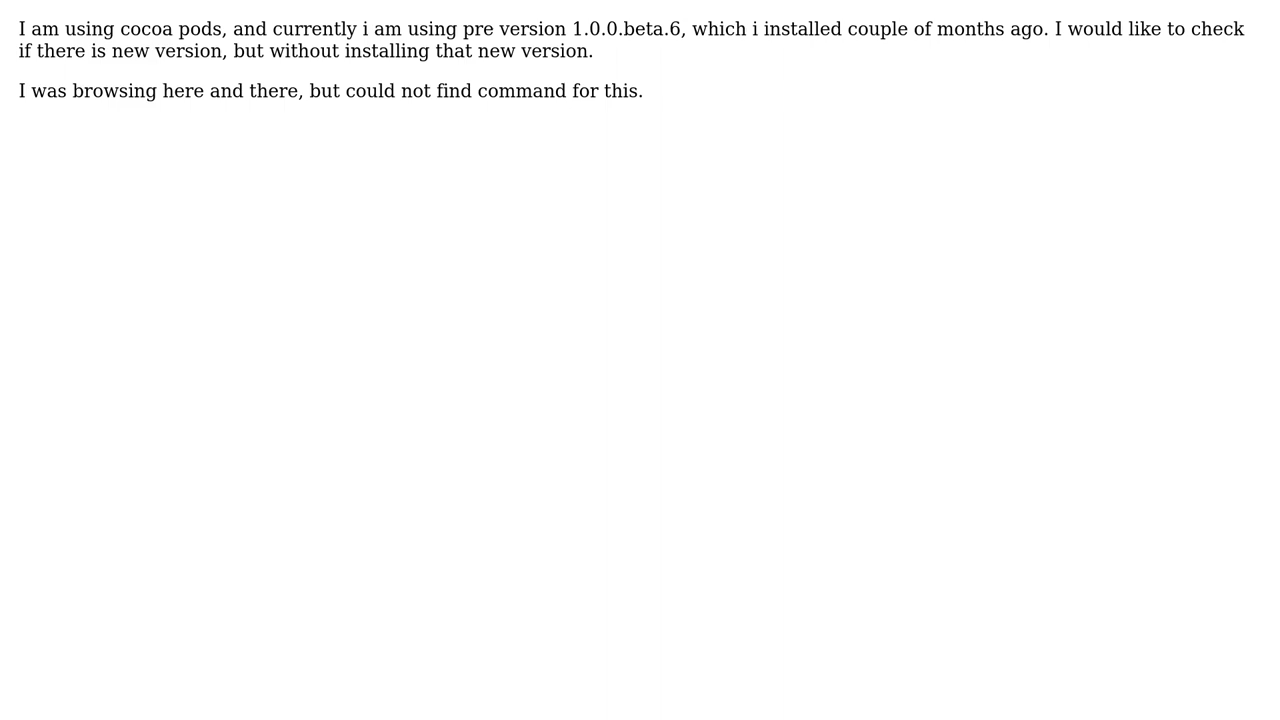 I am using cocoa pods, and currently i am using pre version 1.0.0.beta.6, which i installed couple of months ago. I would like to check
if there is new version, but without installing that new version.
I was browsing here and there, but could not find command for this.